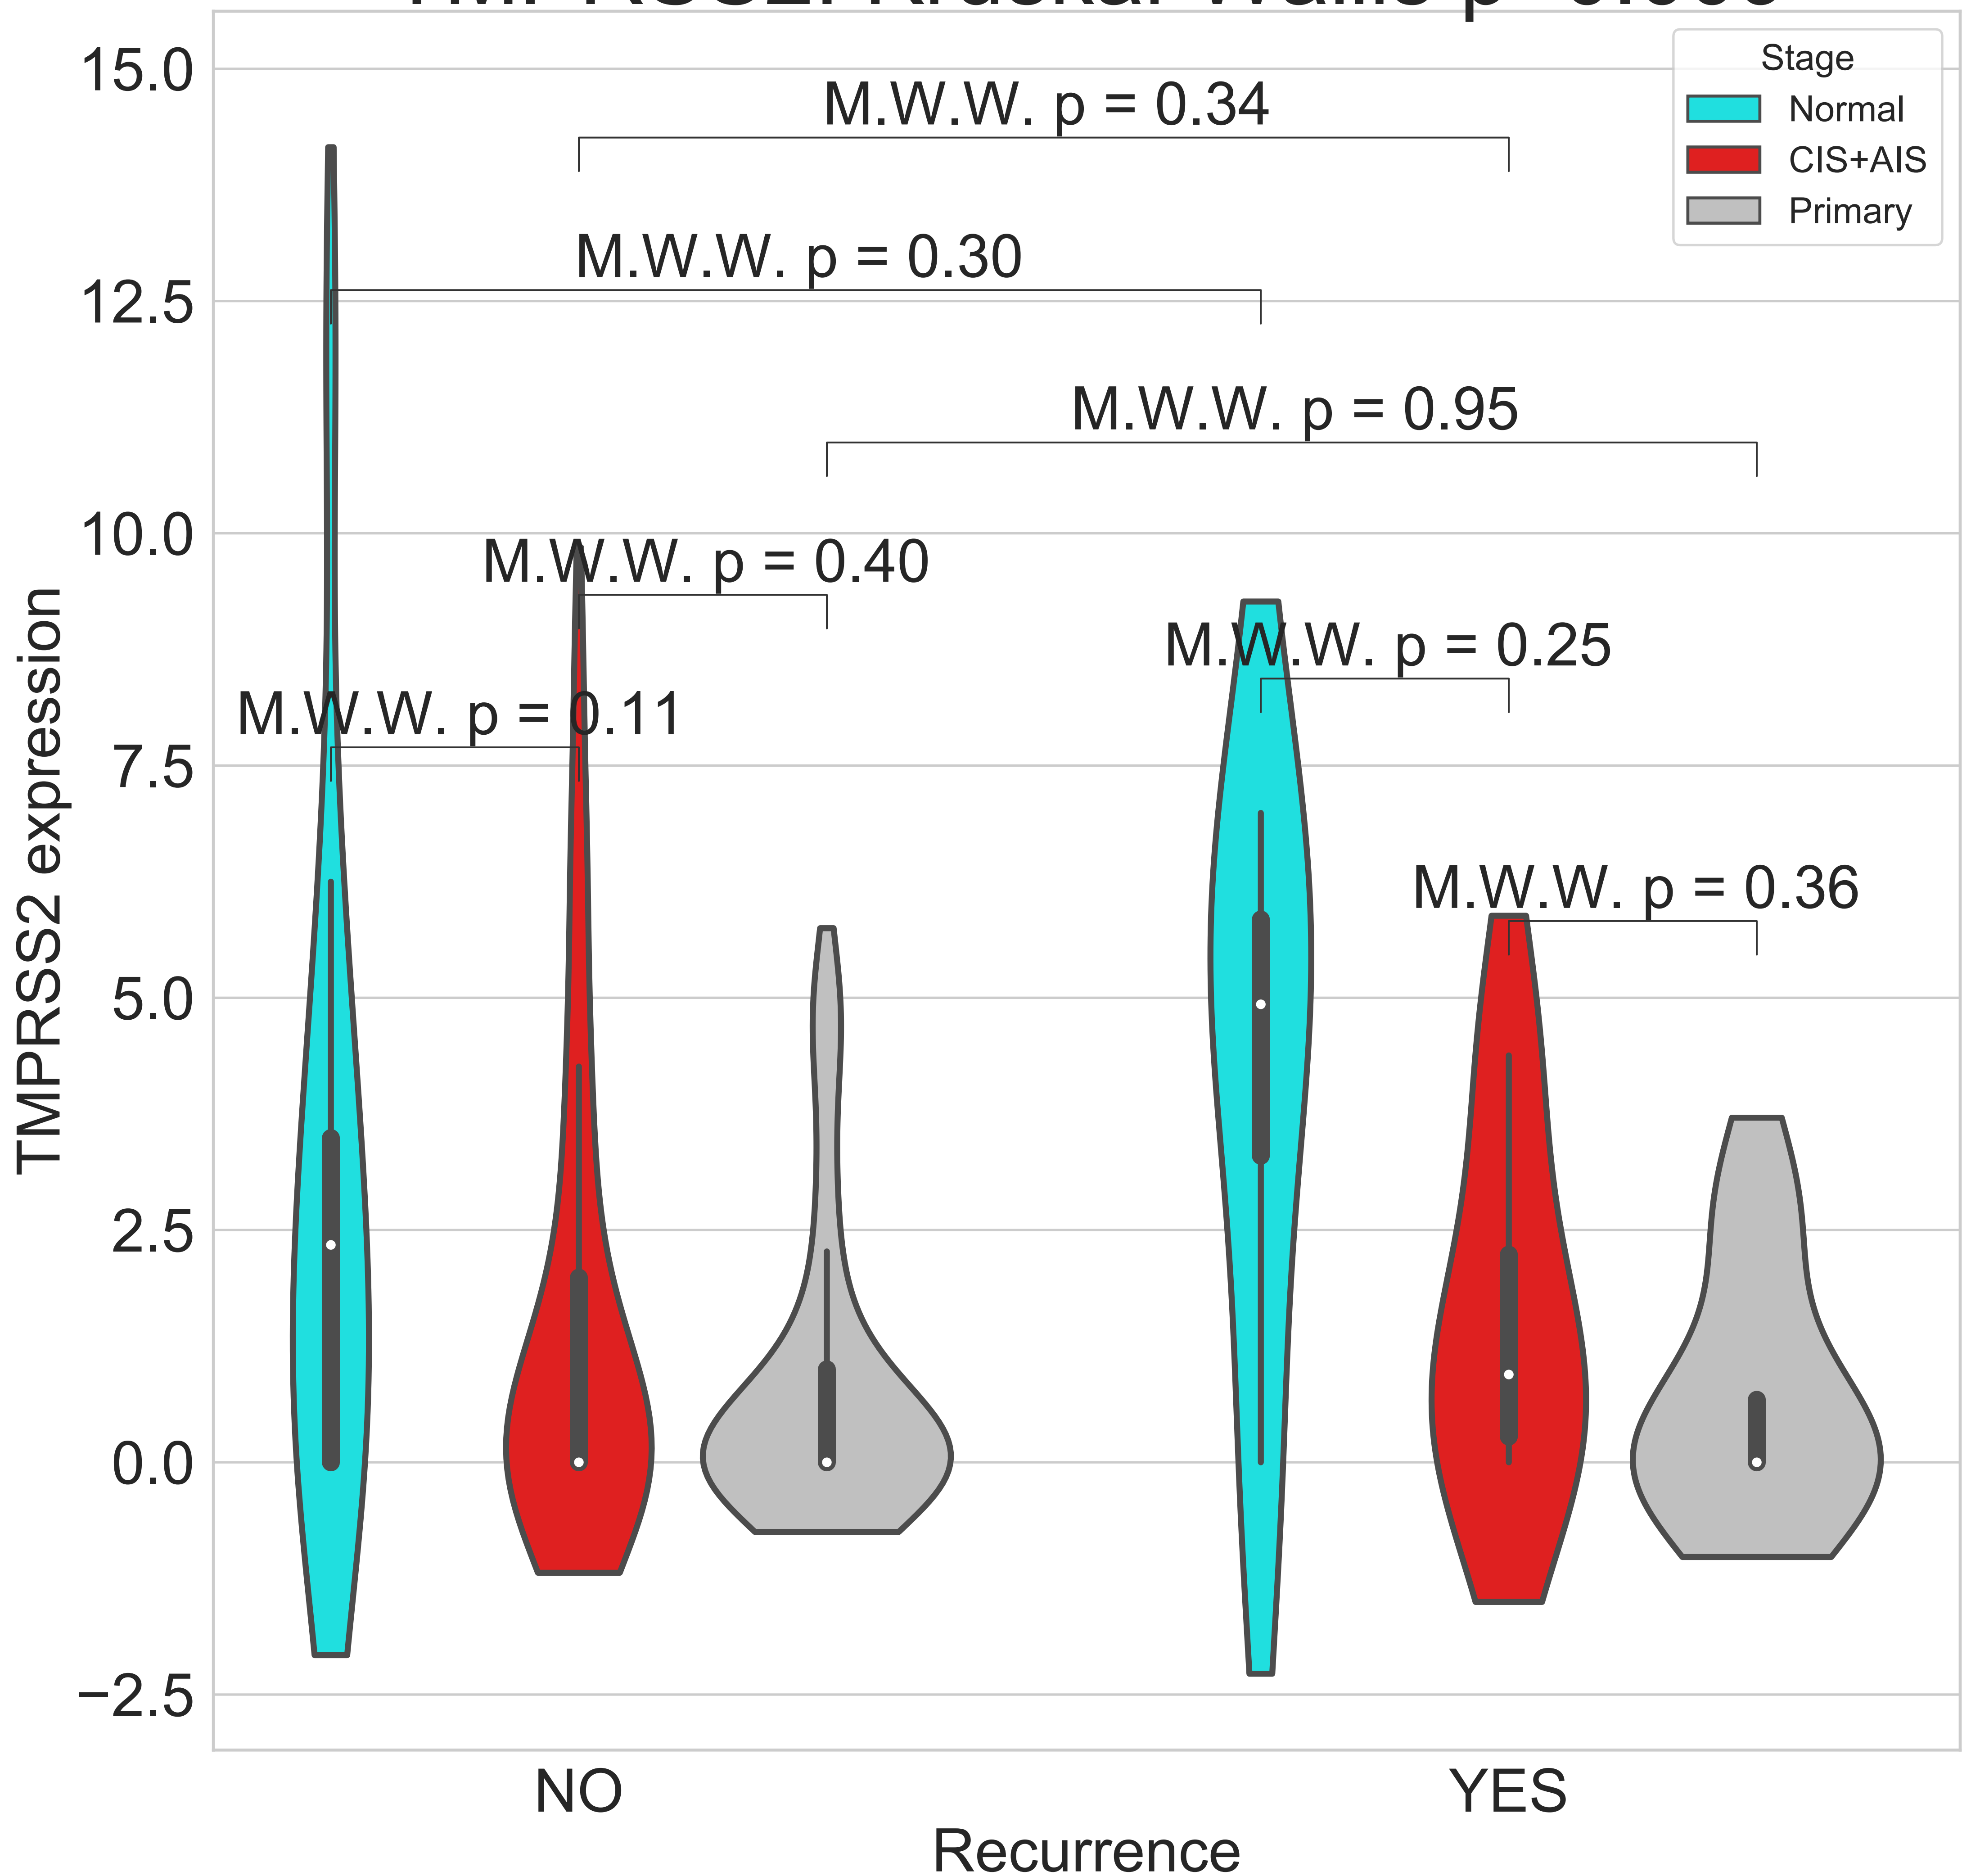 Stage
Normal
CIS+AIS
Primary
15.0
12.5
10.0
7.5
5.0
2.5
0.0
−2.5
TMPRSS2 expression
M.W.W. p = 0.34
M.W.W. p = 0.30
M.W.W. p = 0.95
M.W.W. p = 0.40
M.W.W. p = 0.25
M.W.W. p = 0.11
M.W.W. p = 0.36
NO
YES
Recurrence